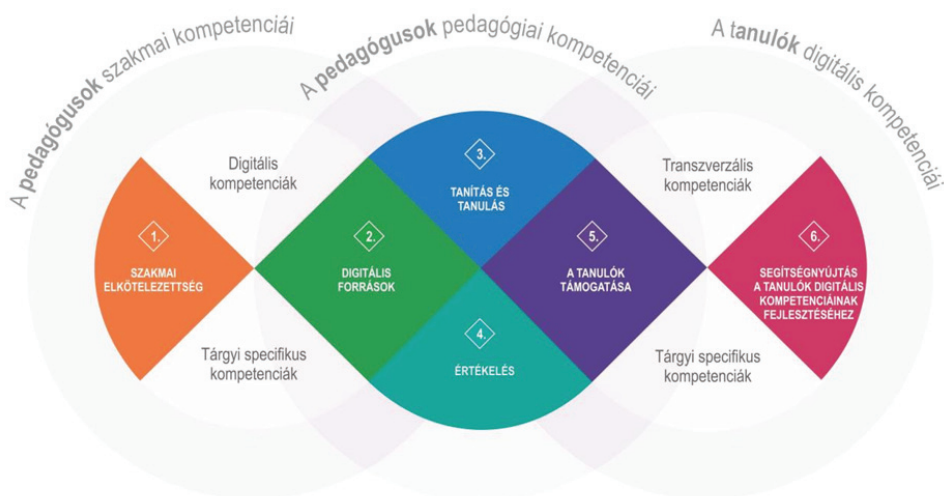 A pedagógusok szakmai kompetenciái
A pedagógusok pedagógiai kompetenciái
A tanulók digitális kompetenciái
Digitális
kompetenciák
Transzverzális
kompetenciák
1.
SZAKMAI
ELKÖTELEZETTSÉG
2.
DIGITÁLIS
FORRÁSOK
3.
TANÍTÁS ÉS
TANULÁS
4.
ÉRTÉKELÉS
5.
A TANULÓK
TÁMOGATÁSA
6.
SEGÍTSÉGNYÚJTÁS
A TANULÓK DIGITÁLIS
KOMPETENCIÁINAK
FEJLESZTÉSÉHEZ
Tárgyi specifikus
kompetenciák
Tárgyi specifikus
kompetenciák